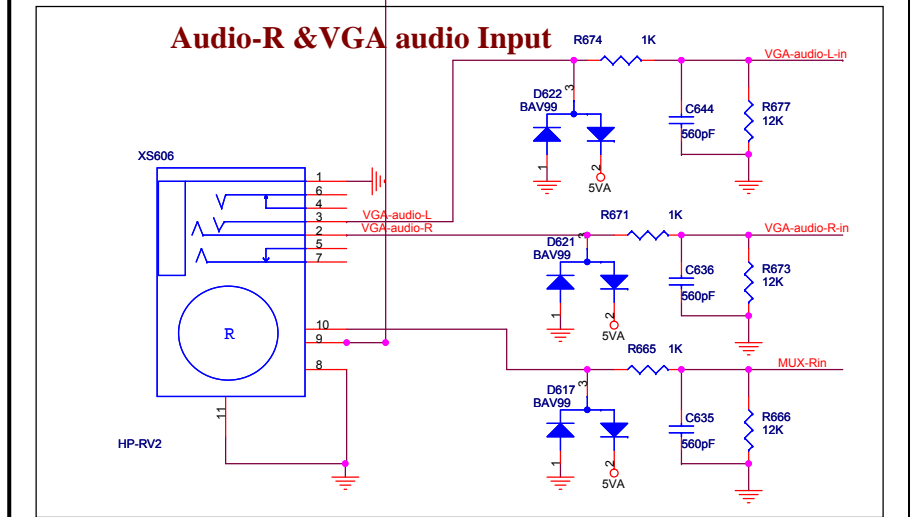 Audio-R &VGA audio Input
R674 1K
VGA-audio-L-in
3
D622
BAV99
C644
560pF
R677
12K
1
2
5VA
XS606
1
6
4
3
2
5
7
VGA-audio-L
VGA-audio-R
R671 1K
VGA-audio-R-in
3
D621
BAV99
C636
560pF
R673
12K
1
2
5VA
R
10
9
8
R665 1K
MUX-Rin
3
D617
BAV99
C635
560pF
R666
12K
1
2
5VA
11
HP-RV2